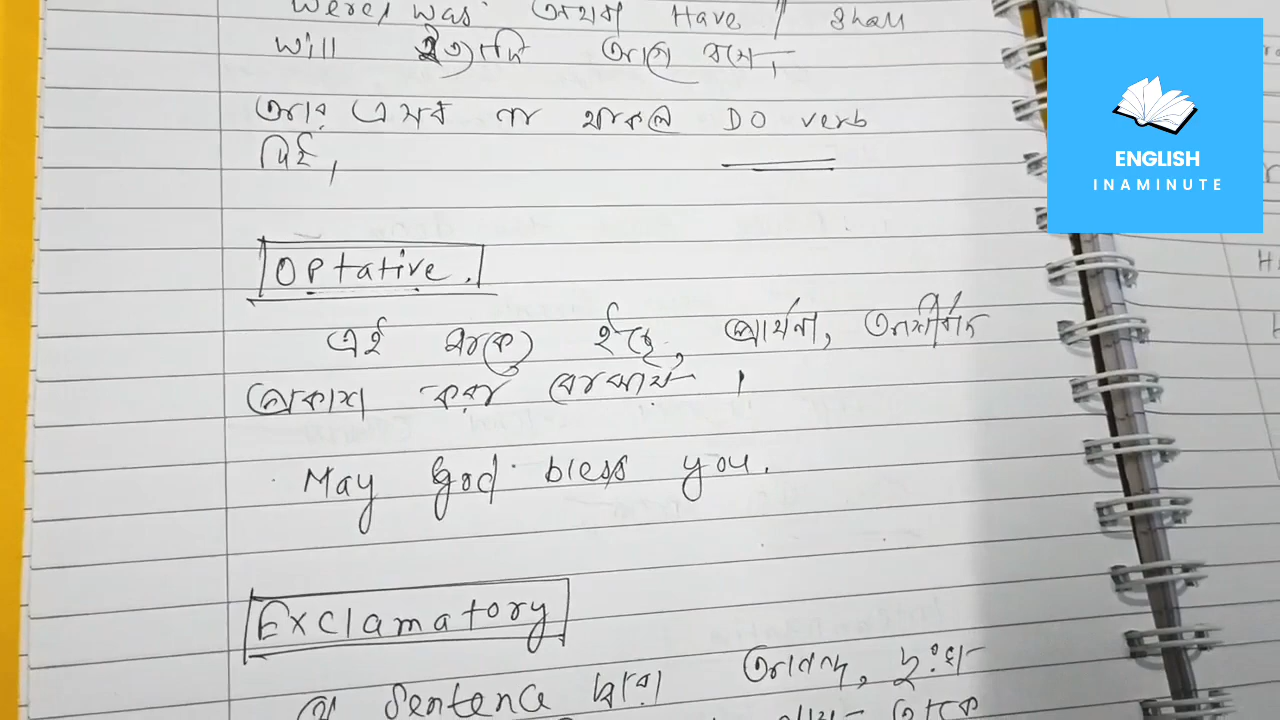 Were/ was অথবা Have / shall
will ইত্যাদি আগে বসে,
আর এসব না থাকলে DO verb
দিই,
Optative.
এই বাক্যে ইচ্ছে, প্রার্থনা, আশীর্বাদ
প্রকাশ করা বোঝায় ।
May God bless you.
Exclamatory
যে Sentence দ্বারা আনন্দ, দুঃখ
ENGLISH
INAMINUTE